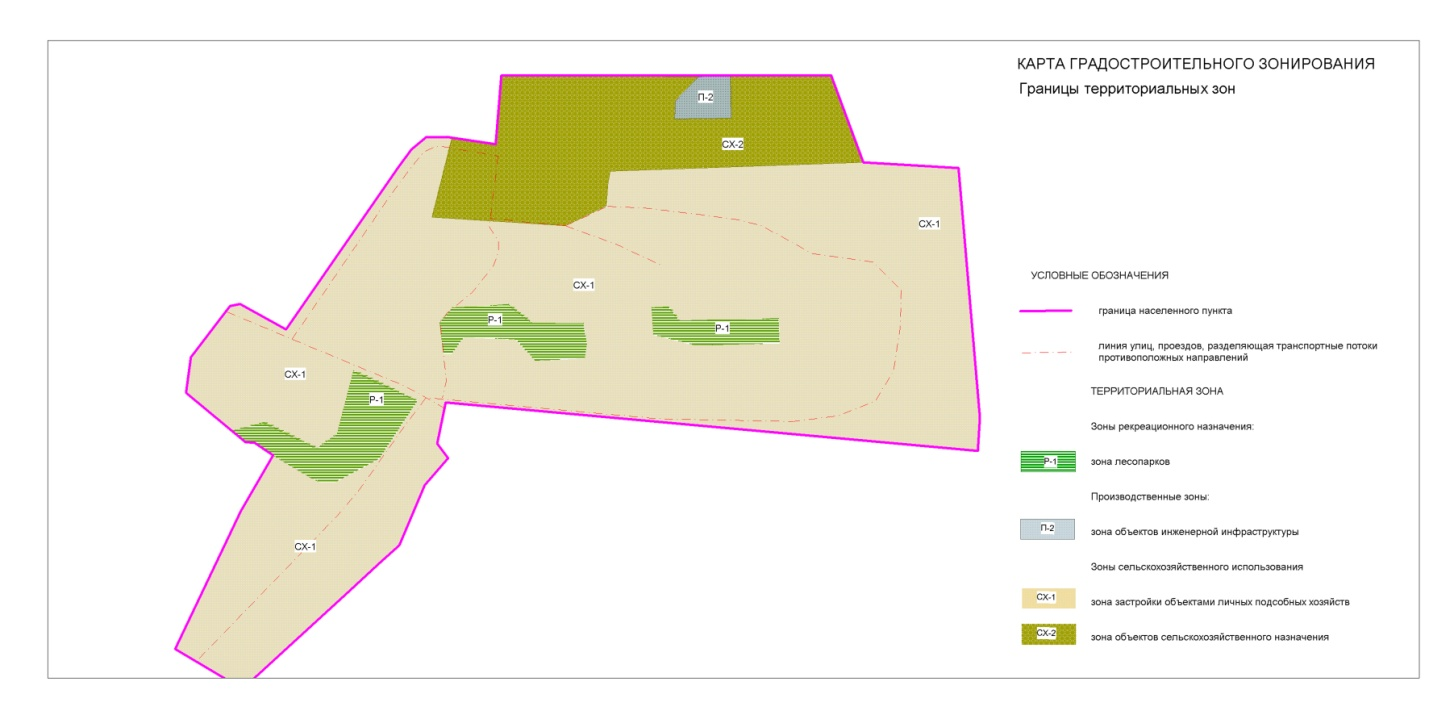 КАРТА ГРАДОСТРОИТЕЛЬНОГО ЗОНИРОВАНИЯ
Границы территориальных зон
П-2
СХ-2
СХ-1
СХ-1
Р-1
Р-1
СХ-1
Р-1
СХ-1
УСЛОВНЫЕ ОБОЗНАЧЕНИЯ
граница населенного пункта
линия улиц, проездов, разделяющая транспортные потоки
противоположных направлений
ТЕРРИТОРИАЛЬНАЯ ЗОНА
Зоны рекреационного назначения:
Р-1
зона лесопарков
Производственные зоны:
П-2
зона объектов инженерной инфраструктуры
Зоны сельскохозяйственного использования
СХ-1
зона застройки объектами личных подсобных хозяйств
СХ-2
зона объектов сельскохозяйственного назначения